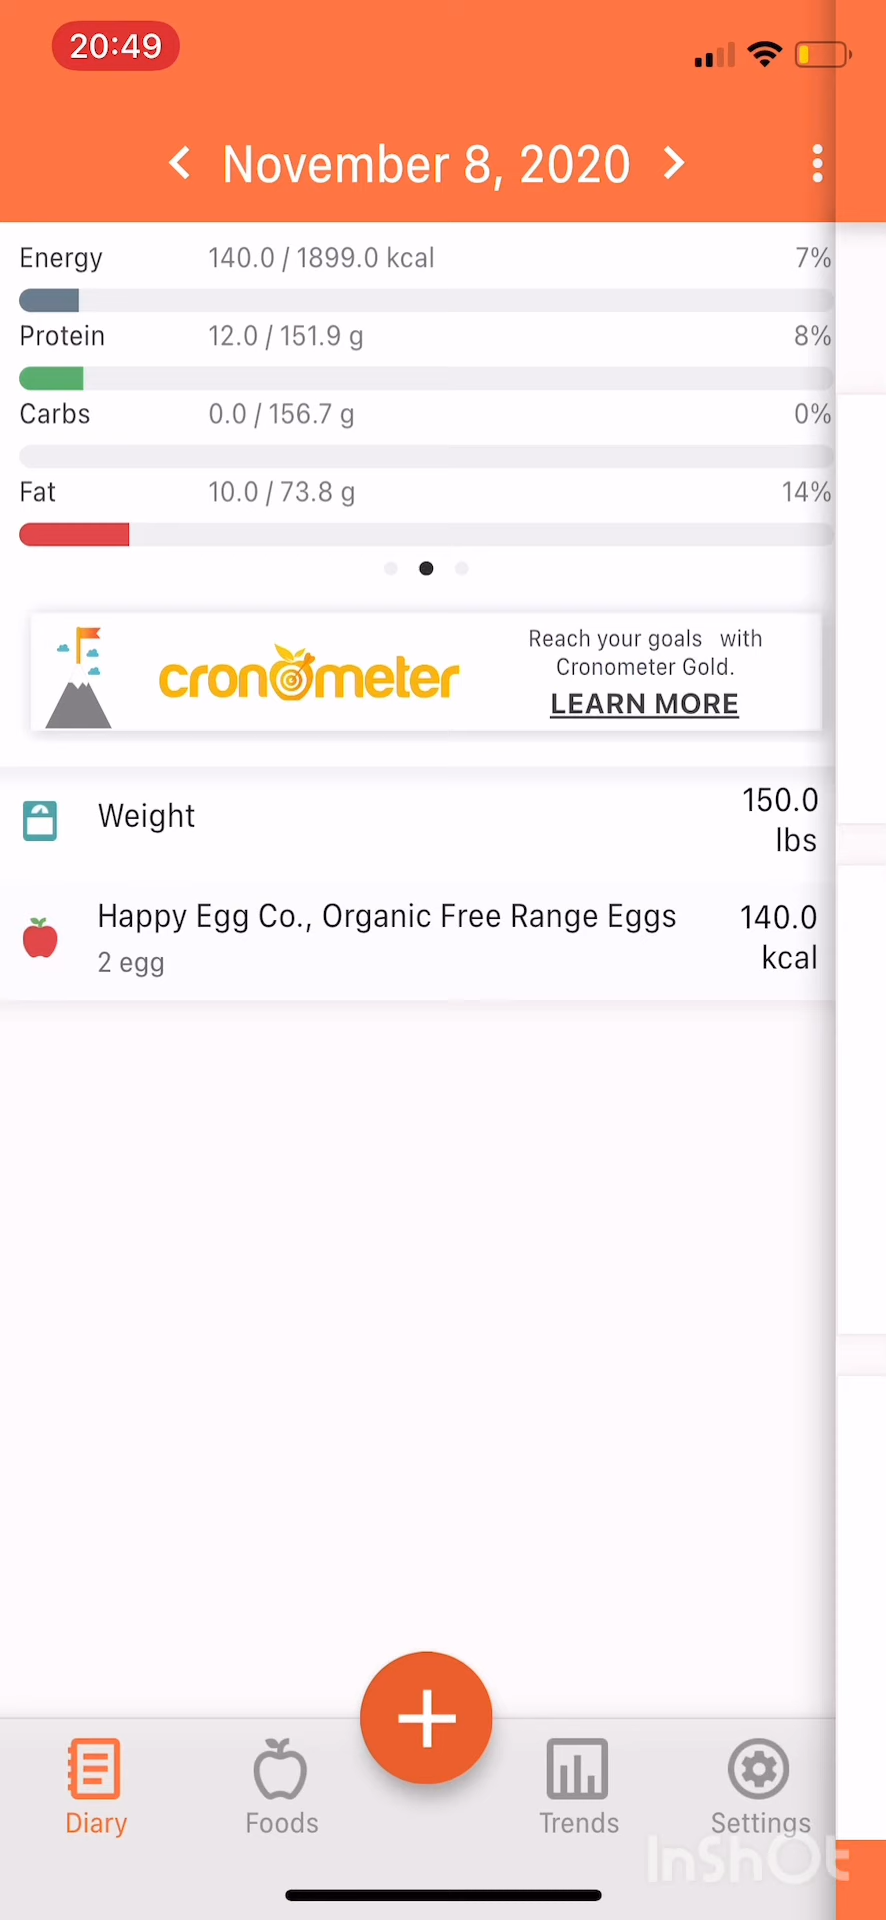 20:49
November 8, 2020
Energy 140.0 / 1899.0 kcal 7%
Protein 12.0 / 151.9 g 8%
Carbs 0.0 / 156.7 g 0%
Fat 10.0 / 73.8 g 14%
cronometer
Reach your goals with
Cronometer Gold.
LEARN MORE
Weight 150.0
lbs
Happy Egg Co., Organic Free Range Eggs 140.0
2 egg kcal
Diary Foods Trends Settings
InShOt